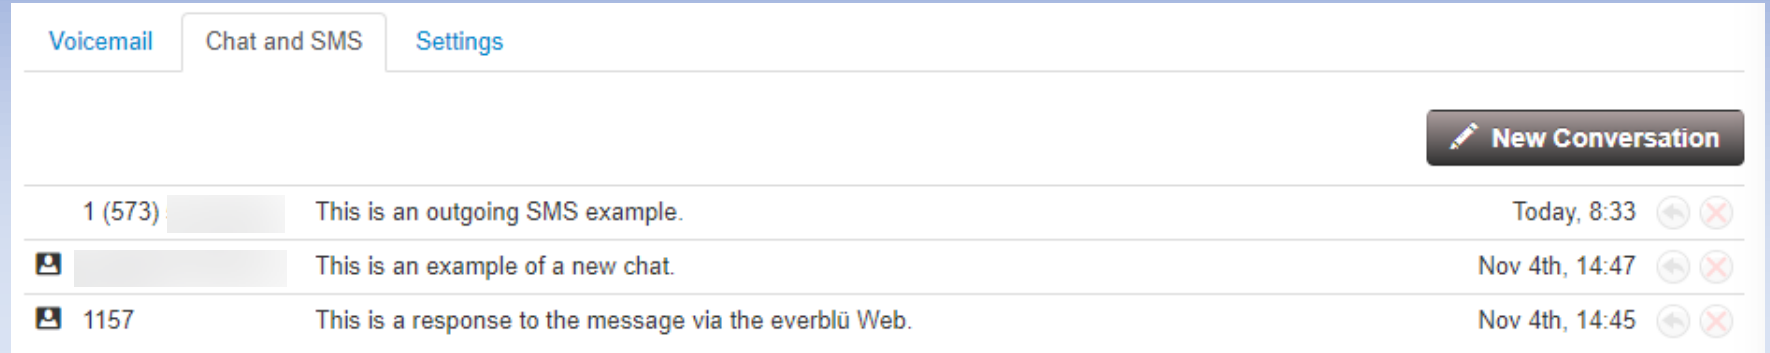 Voicemail Chat and SMS Settings
New Conversation
1 (573) This is an outgoing SMS example. Today, 8:33
This is an example of a new chat. Nov 4th, 14:47
1157 This is a response to the message via the everblü Web. Nov 4th, 14:45